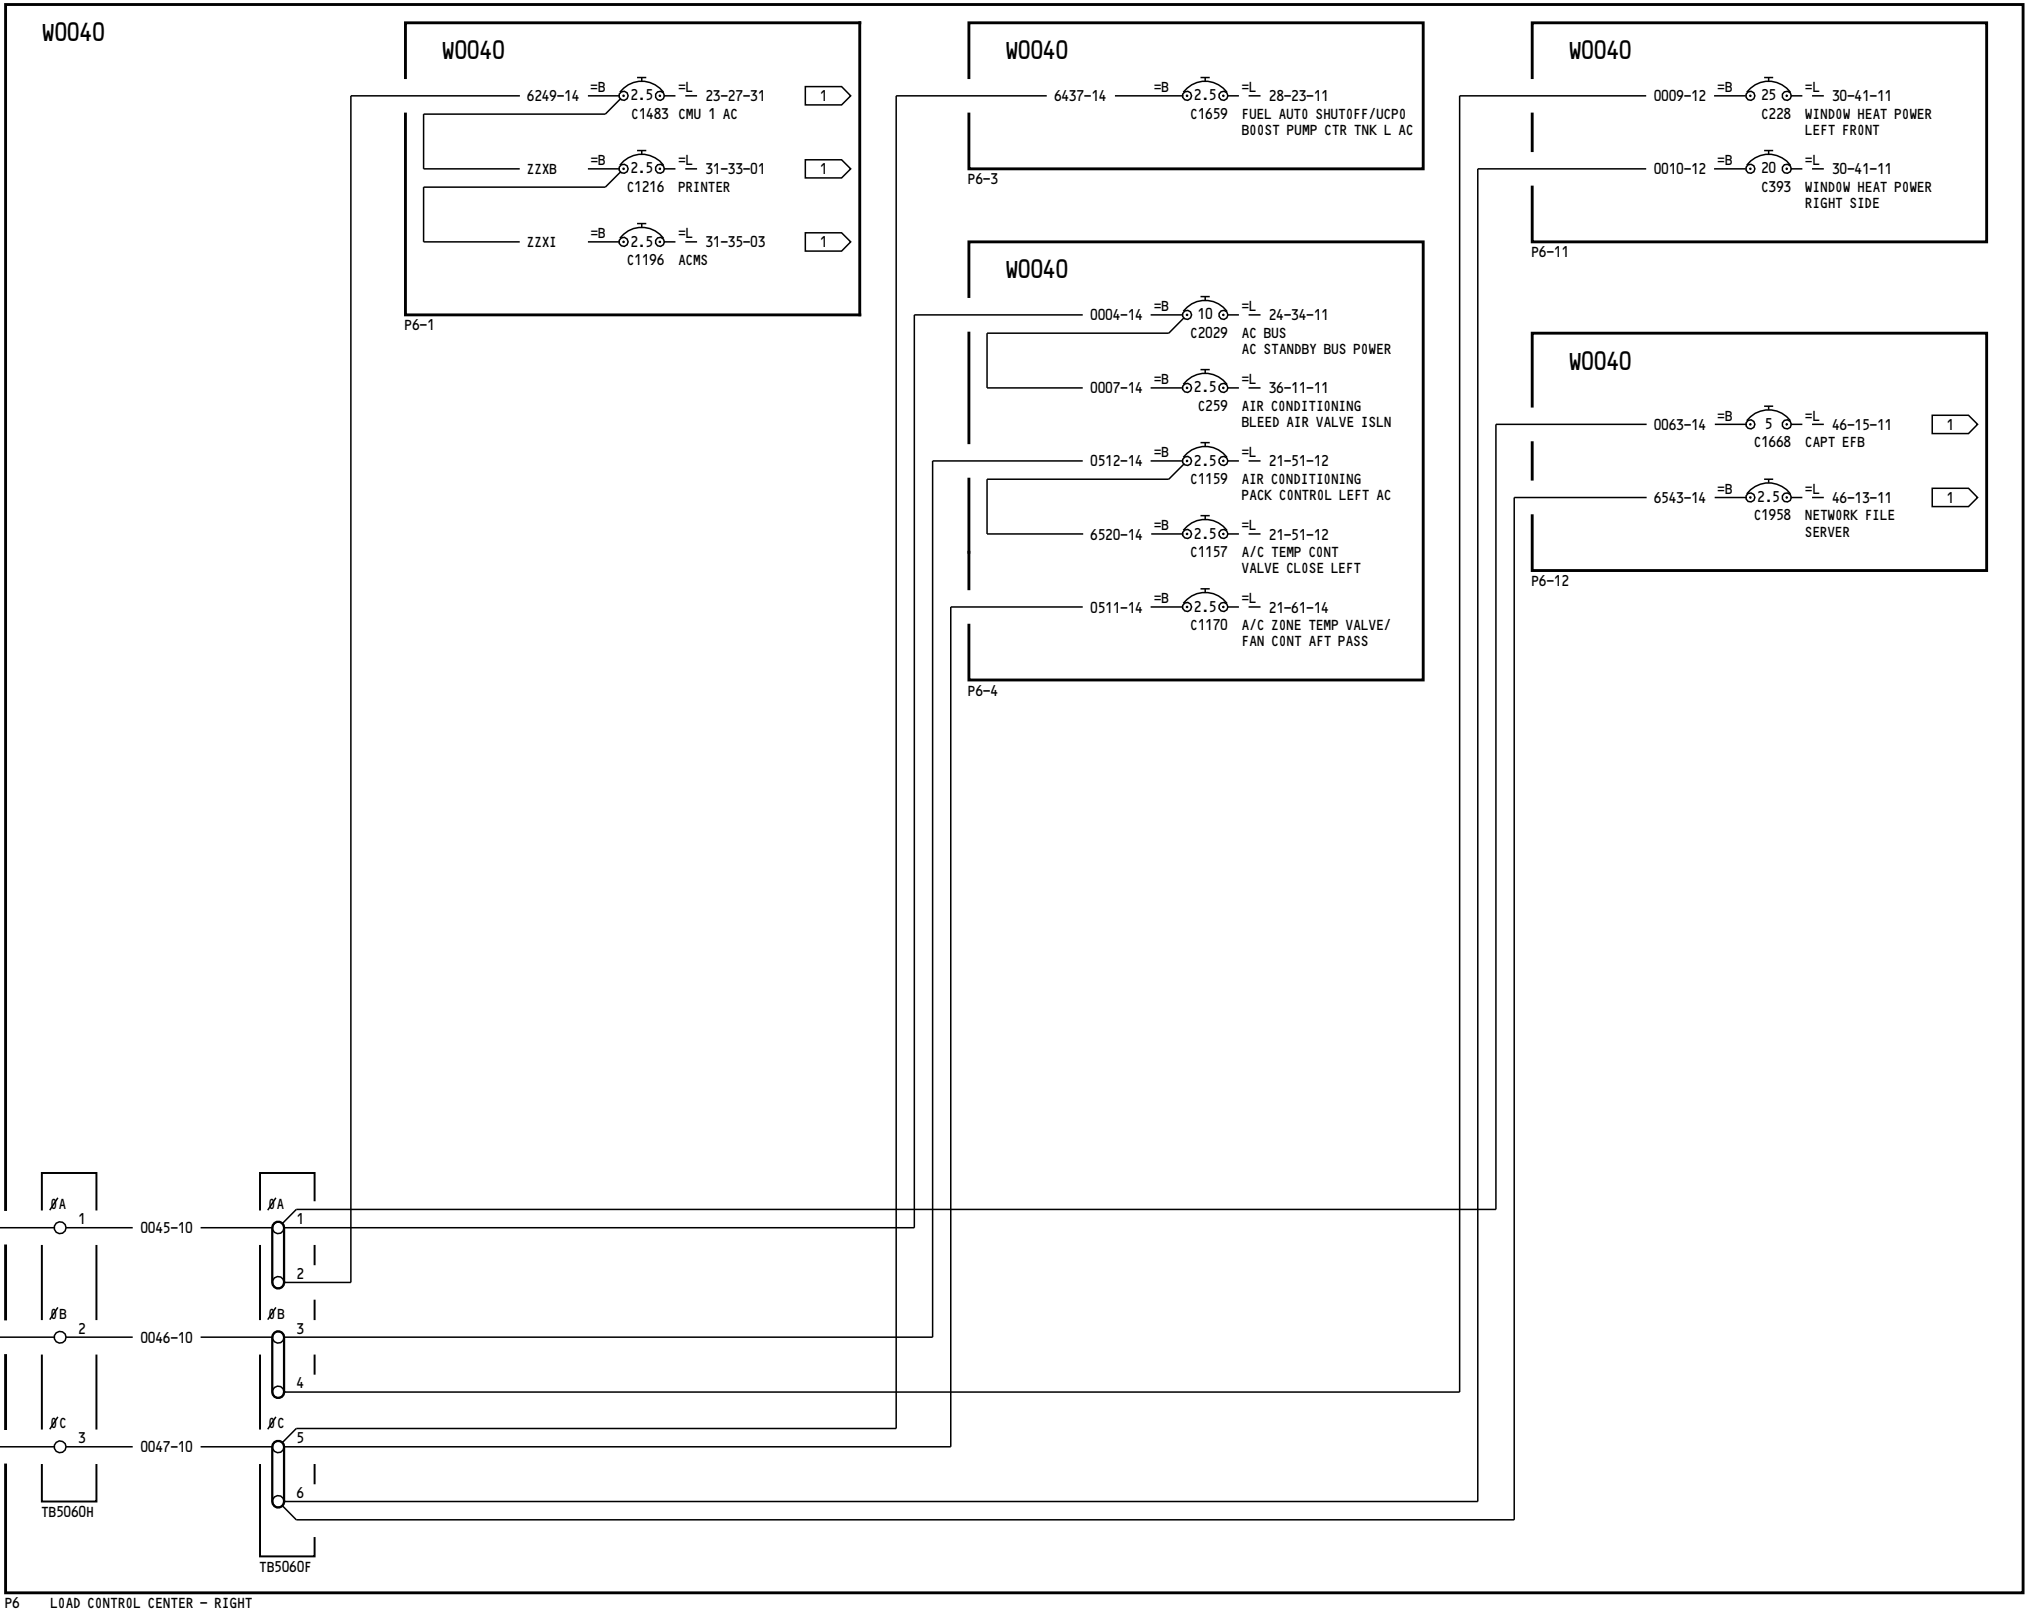 W0040
W0040
6249-14 =B 2.5 =L 23-27-31 1
C1483 CMU 1 AC
ZZXB =B 2.5 =L 31-33-01 1
C1216 PRINTER
ZZXI =B 2.5 =L 31-35-03 1
C1196 ACMS
P6-1
W0040
6437-14 =B 2.5 =L 28-23-11
C1659 FUEL AUTO SHUTOFF/UCPO
BOOST PUMP CTR TNK L AC
P6-3
W0040
0004-14 =B 10 =L 24-34-11
C2029 AC BUS
AC STANDBY BUS POWER
0007-14 =B 2.5 =L 36-11-11
C259 AIR CONDITIONING
BLEED AIR VALVE ISLN
0512-14 =B 2.5 =L 21-51-12
C1159 AIR CONDITIONING
PACK CONTROL LEFT AC
6520-14 =B 2.5 =L 21-51-12
C1157 A/C TEMP CONT
VALVE CLOSE LEFT
0511-14 =B 2.5 =L 21-61-14
C1170 A/C ZONE TEMP VALVE/
FAN CONT AFT PASS
P6-4
W0040
0009-12 =B 25 =L 30-41-11
C228 WINDOW HEAT POWER
LEFT FRONT
0010-12 =B 20 =L 30-41-11
C393 WINDOW HEAT POWER
RIGHT SIDE
P6-11
W0040
0063-14 =B 5 =L 46-15-11 1
C1668 CAPT EFB
6543-14 =B 2.5 =L 46-13-11 1
C1958 NETWORK FILE
SERVER
P6-12
ØA ØA
1 0045-10 1
2
ØB ØB
2 0046-10 3
4
ØC ØC
3 0047-10 5
6
TB5060H
TB5060F
P6 LOAD CONTROL CENTER - RIGHT